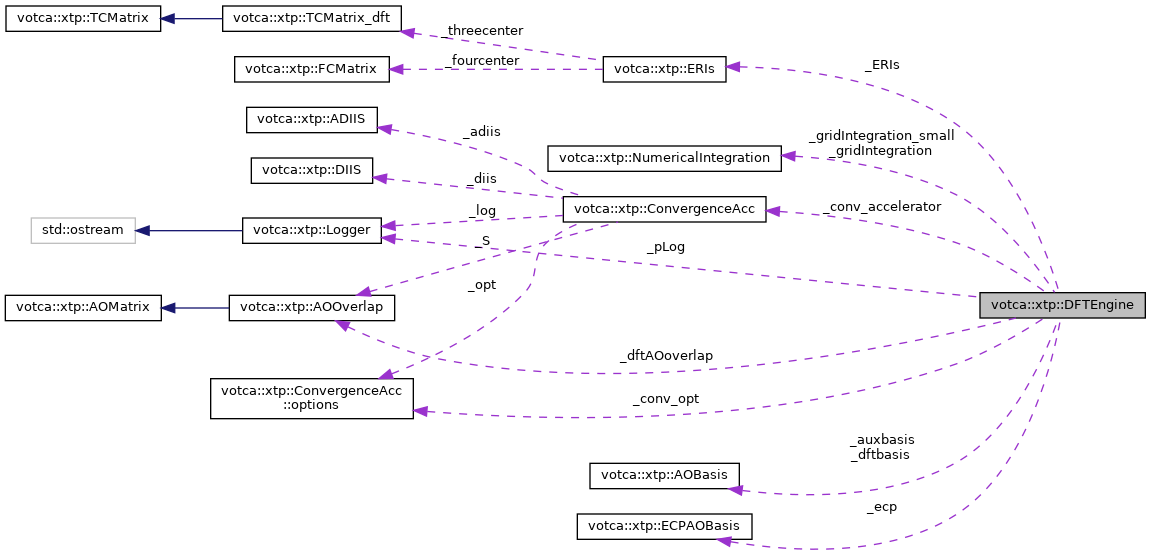 votca::xtp::TCMatrix
votca::xtp::TCMatrix_dft
_threecenter
votca::xtp::FCMatrix
_fourcenter
votca::xtp::ERIs
_ERIs
votca::xtp::ADIIS
_adiis
votca::xtp::NumericalIntegration
_gridIntegration_small
_gridIntegration
votca::xtp::DIIS
_diis
votca::xtp::ConvergenceAcc
_conv_accelerator
std::ostream
votca::xtp::Logger
_log
_S
_pLog
_opt
votca::xtp::AOMatrix
votca::xtp::AOOverlap
votca::xtp::DFTEngine
_dftAOoverlap
votca::xtp::ConvergenceAcc
::options
_conv_opt
_auxbasis
_dftbasis
votca::xtp::AOBasis
_ecp
votca::xtp::ECPAOBasis